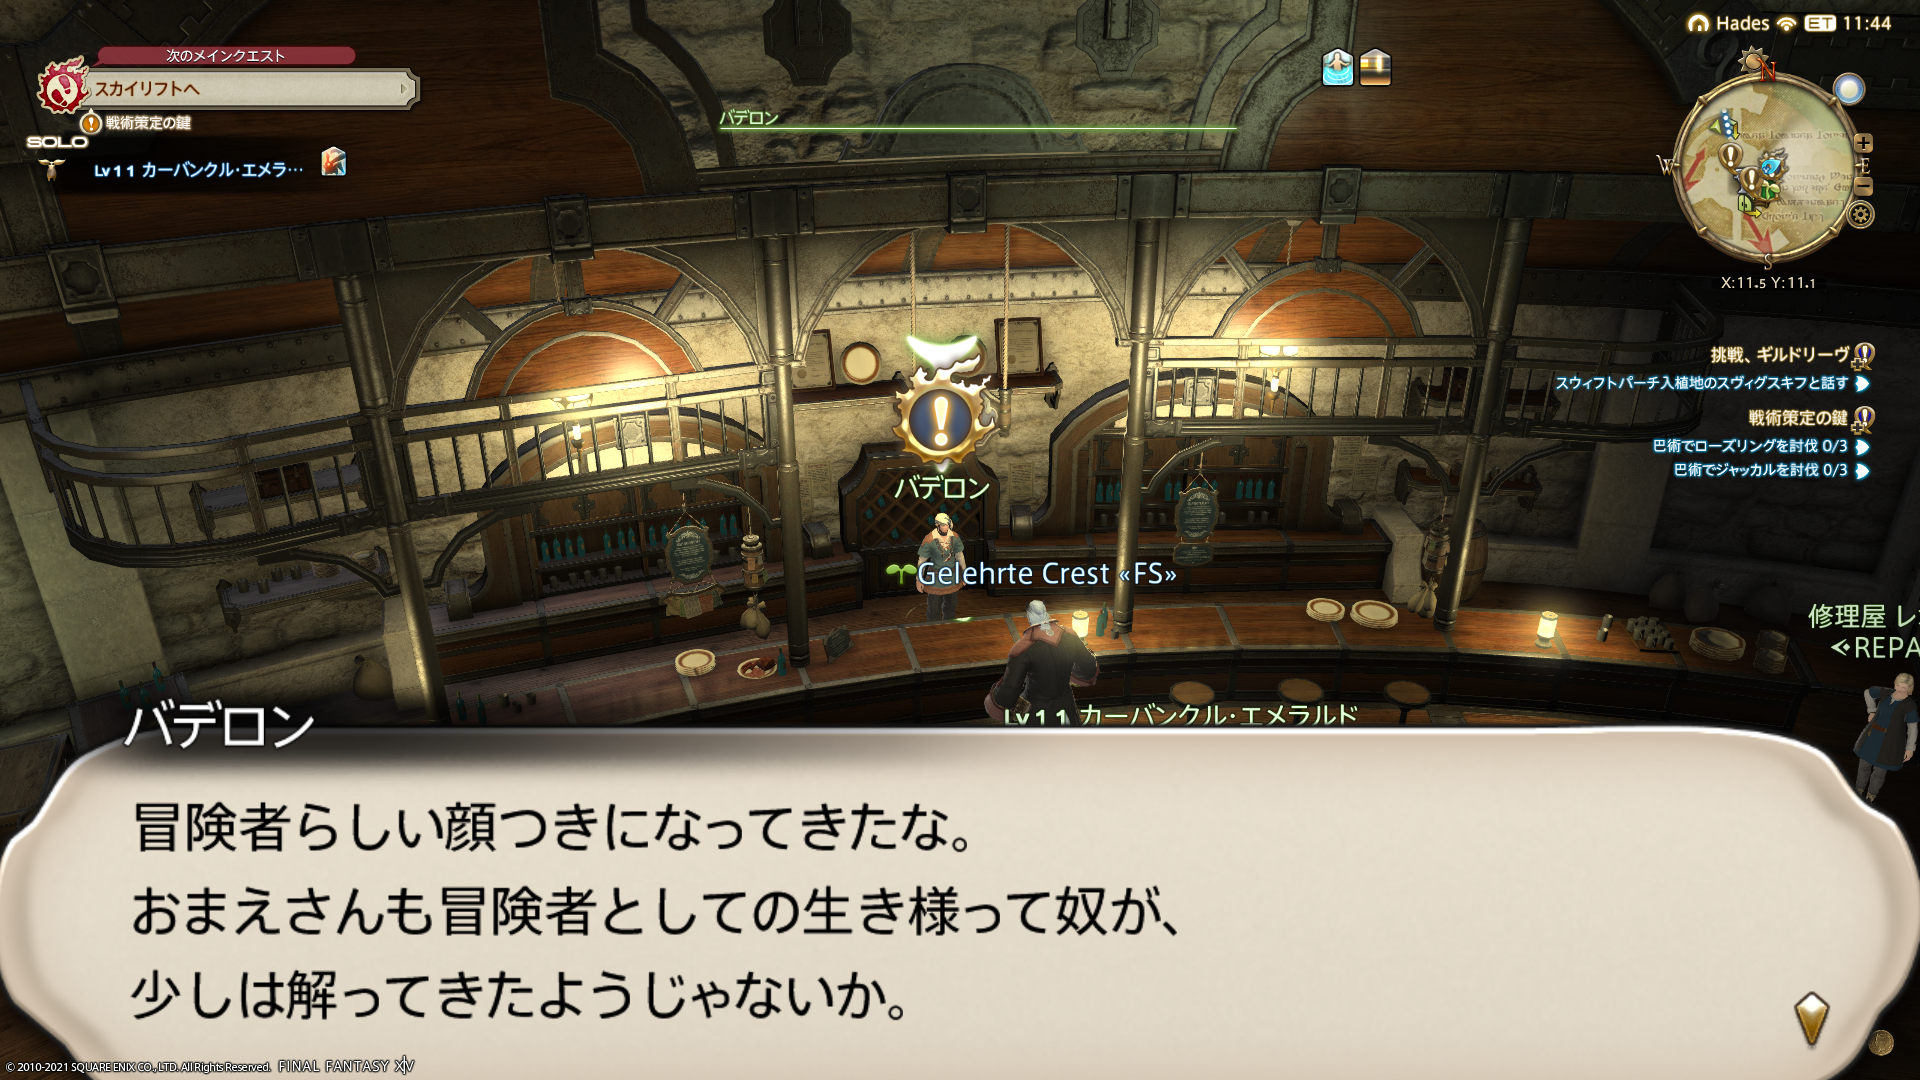 次のメインクエスト
スカイリフトへ
戦術策定の鍵
SOLO
Lv11 カーバンクル・エメラ…
バデロン
Hades ET 11:44
N
W
E
S
X:11.5 Y:11.1
挑戦、ギルドリーヴ
スウィフトパーチ入植地のスヴィグスキフと話す
戦術策定の鍵
巴術でローズリングを討伐 0/3
巴術でジャッカルを討伐 0/3
バデロン
Gelehrte Crest «FS»
修理屋 レ
REPA
Lv11 カーバンクル・エメラルド
バデロン
冒険者らしい顔つきになってきたな。
おまえさんも冒険者としての生き様って奴が、
少しは解ってきたようじゃないか。
© 2010-2021 SQUARE ENIX CO., LTD. All Rights Reserved. FINAL FANTASY XIV